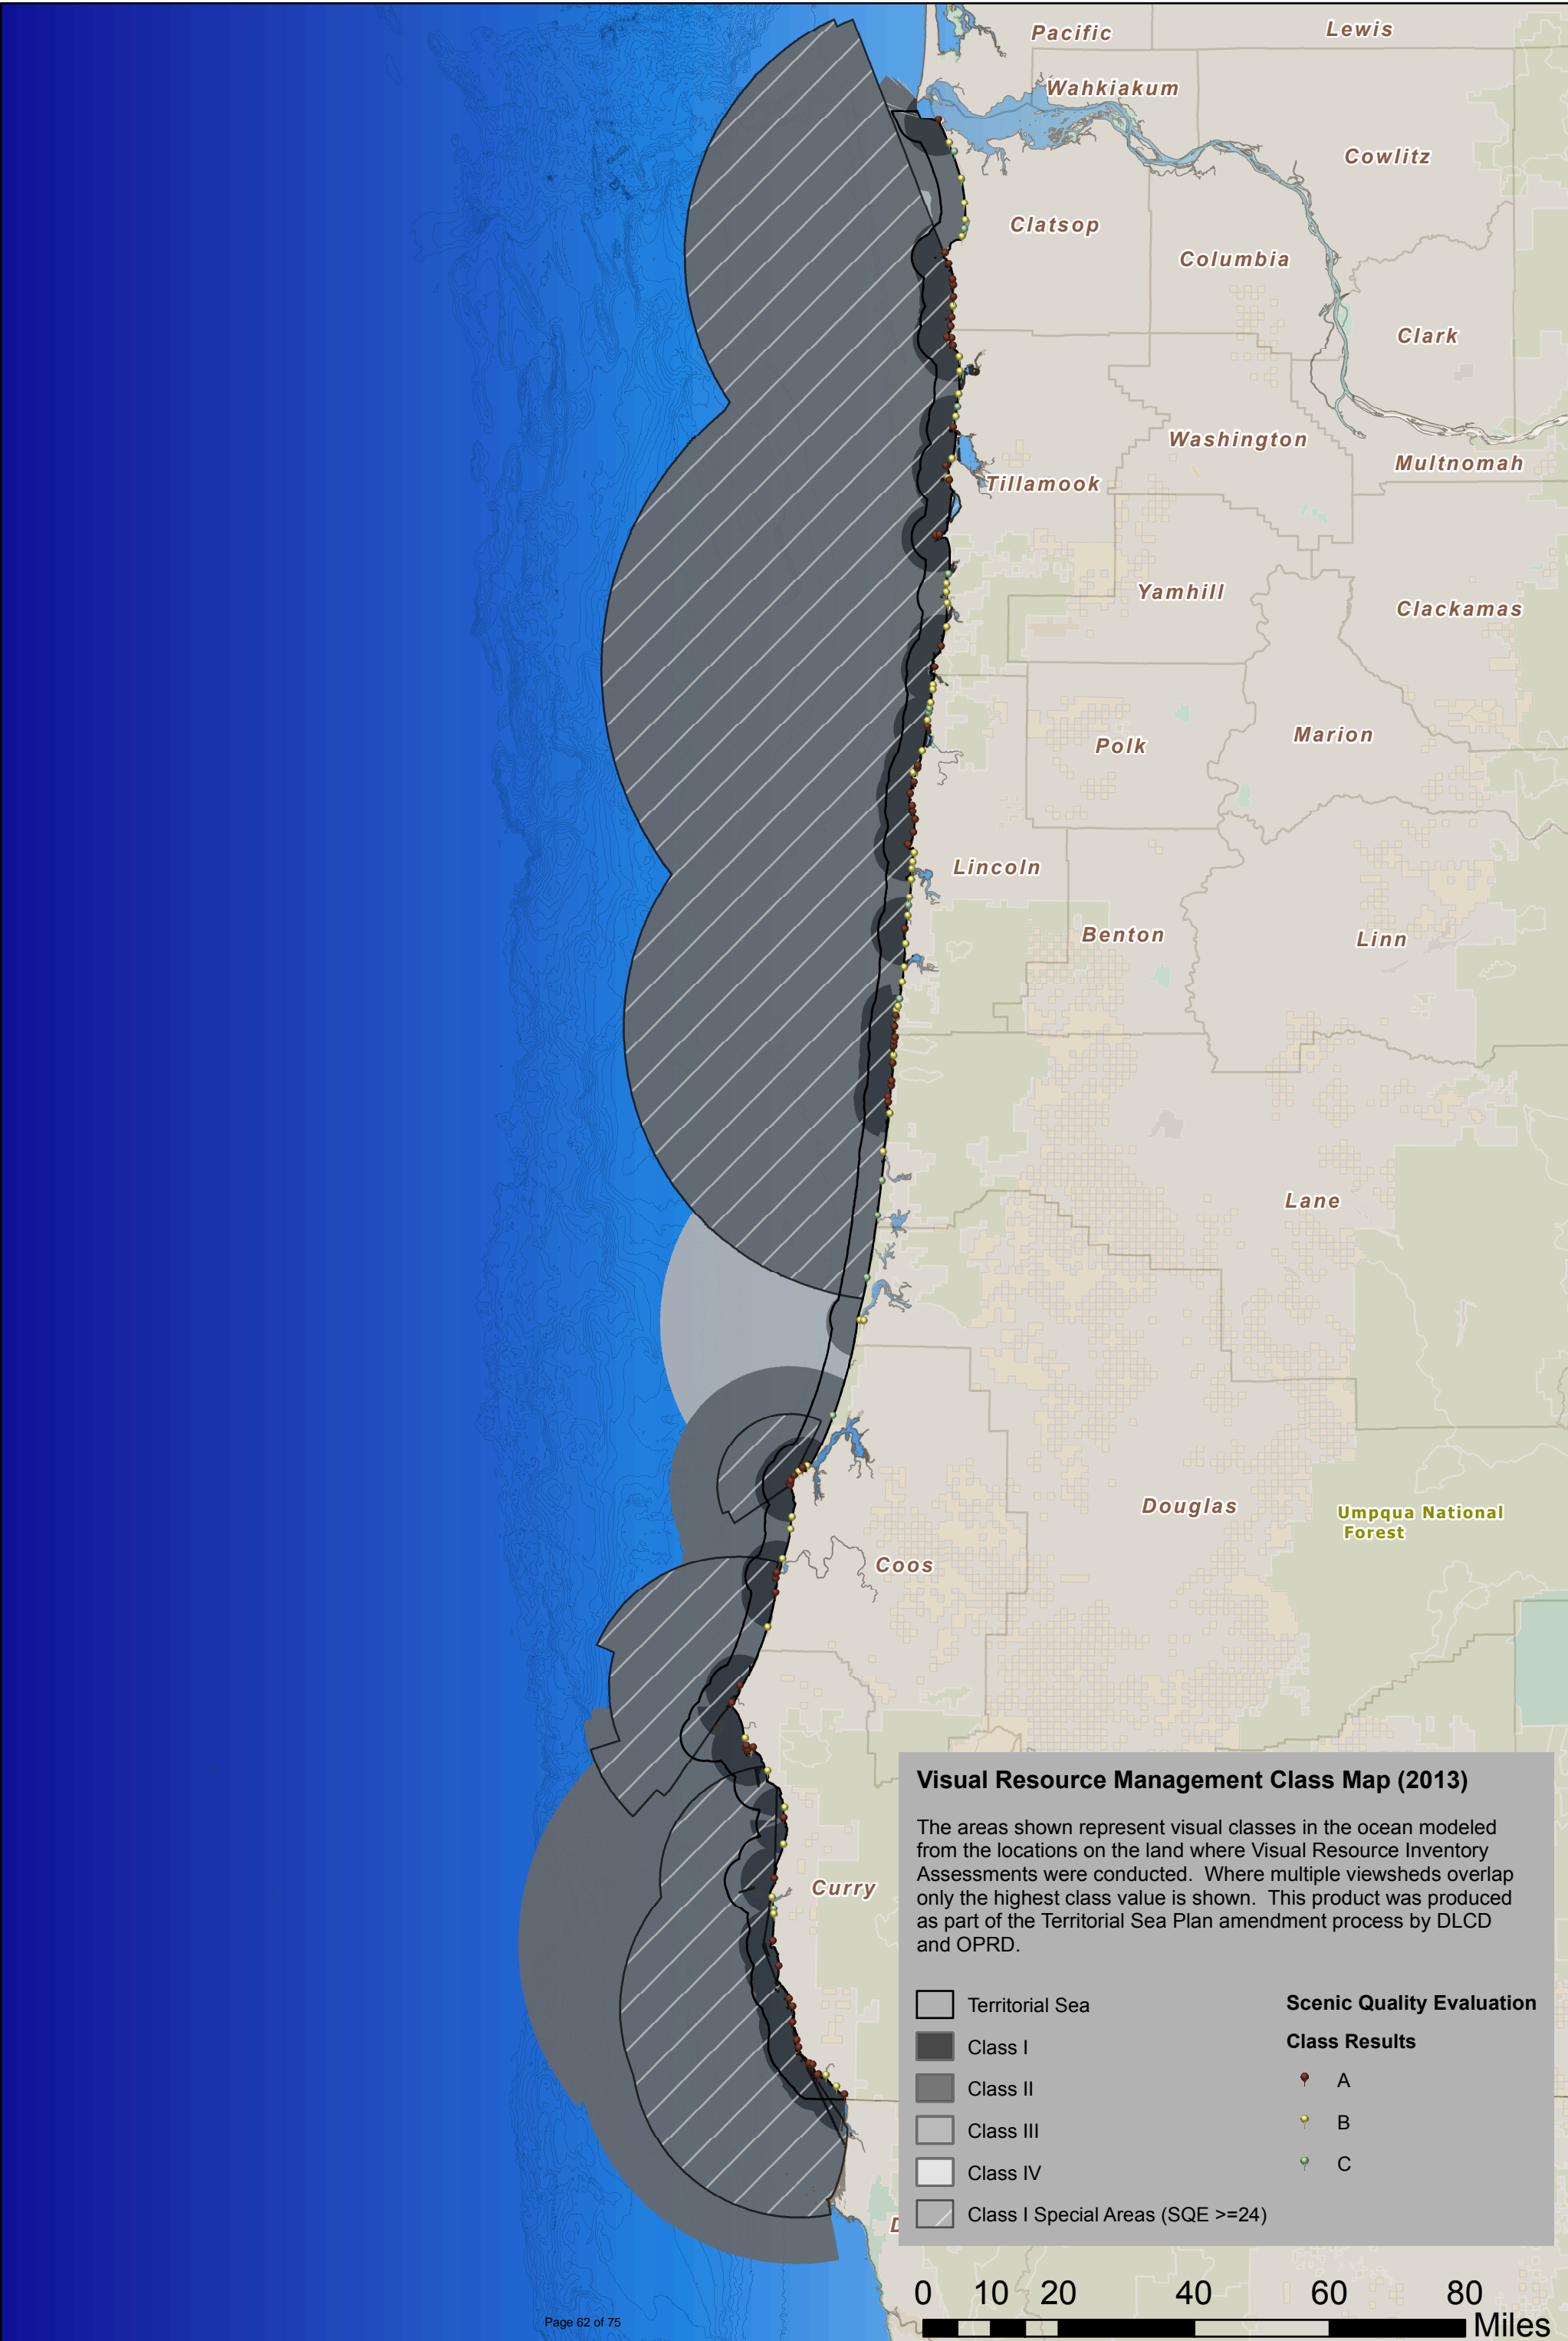 Pacific
Lewis
Wahkiakum
Cowlitz
Clatsop
Columbia
Clark
Washington
Multnomah
Tillamook
Yamhill
Clackamas
Polk
Marion
Lincoln
Benton
Linn
Lane
Douglas
Umpqua National
Forest
Coos
Curry
Visual Resource Management Class Map (2013)
The areas shown represent visual classes in the ocean modeled
from the locations on the land where Visual Resource Inventory
Assessments were conducted. Where multiple viewsheds overlap
only the highest class value is shown. This product was produced
as part of the Territorial Sea Plan amendment process by DLCD
and OPRD.
Territorial Sea
Class I
Class II
Class III
Class IV
Class I Special Areas (SQE >=24)
Scenic Quality Evaluation
Class Results
A
B
C
0 10 20 40 60 80
Miles
Page 62 of 75